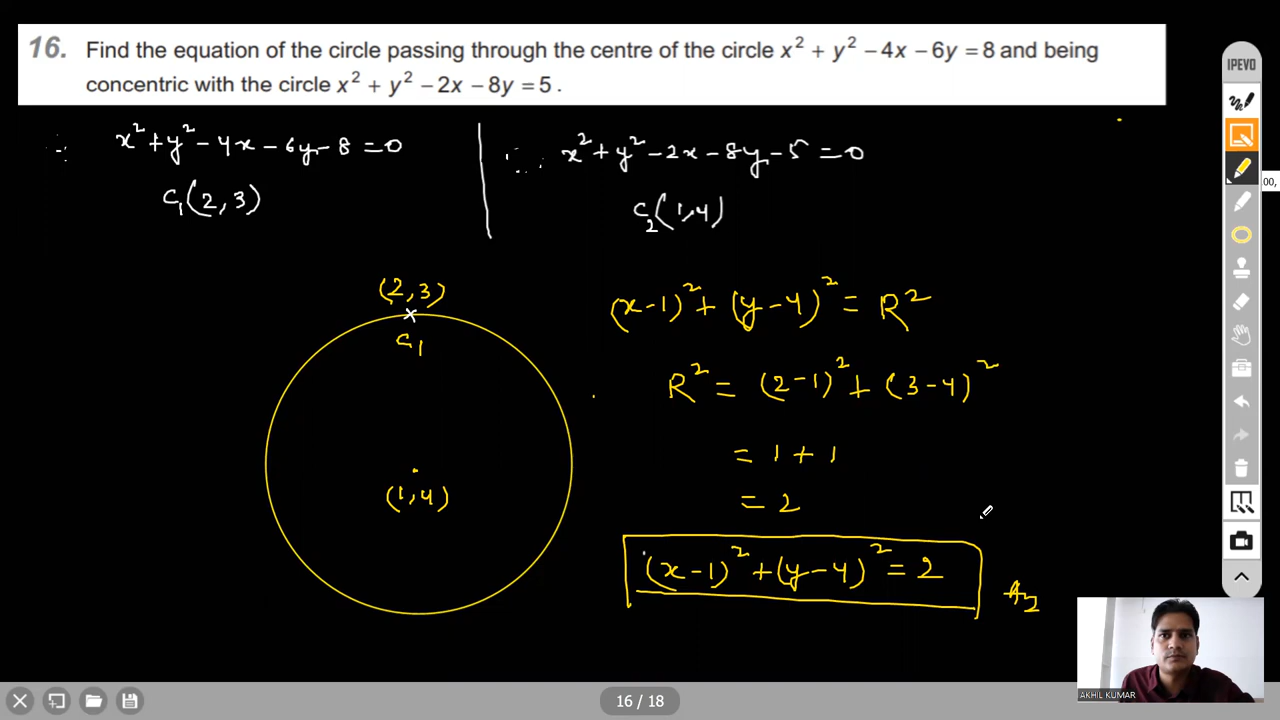 16. Find the equation of the circle passing through the centre of the circle x² + y² − 4x − 6y = 8 and being
concentric with the circle x² + y² − 2x − 8y = 5.
∵ x² + y² − 4x − 6y − 8 = 0
C₁(2, 3)
∵ x² + y² − 2x − 8y − 5 = 0
C₂(1, 4)
(2, 3)
C₁
(1, 4)
(x − 1)² + (y − 4)² = R²
R² = (2 − 1)² + (3 − 4)²
= 1 + 1
= 2
(x − 1)² + (y − 4)² = 2
IPEVO
00,
AKHIL KUMAR
16 / 18